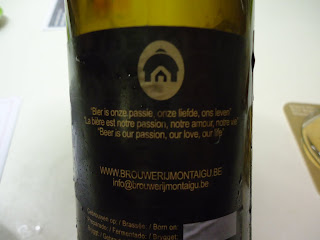 "Bier is onze passie, onze liefde, ons leven"
"La bière est notre passion, notre amour, notre vie"
"Beer is our passion, our love, our life"
WWW.BROUWERIJMONTAIGU.BE
info@brouwerijmontaigu.be
Gebrouwen op / Brassée / Born on:
/ Fermentado /